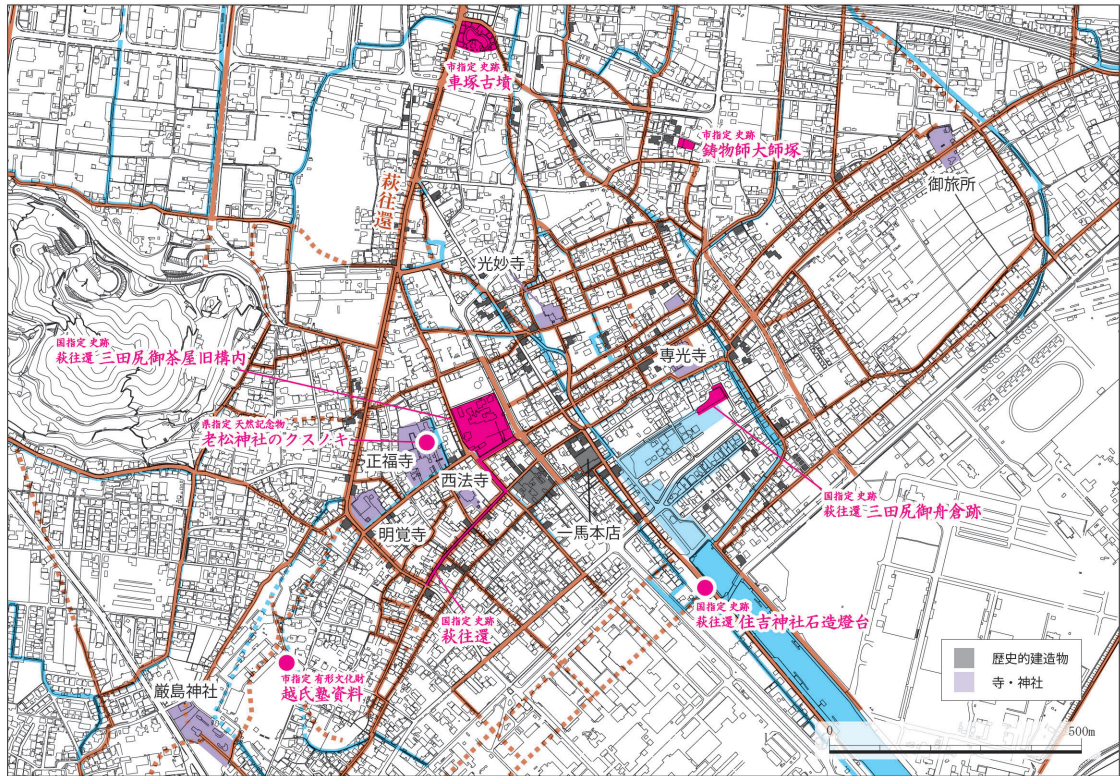 市指定 史跡
車塚古墳
市指定 史跡
鋳物師大師塚
御旅所
萩往還
光妙寺
国指定 史跡
萩往還 三田尻御茶屋旧構内
専光寺
県指定 天然記念物
老松神社のクスノキ
正福寺
西法寺
国指定 史跡
萩往還 三田尻御舟倉跡
明覚寺
一馬本店
国指定 史跡
萩往還 住吉神社石造燈台
国指定 史跡
萩往還
市指定 有形文化財
越氏塾資料
厳島神社
歴史的建造物
寺・神社
0
500m